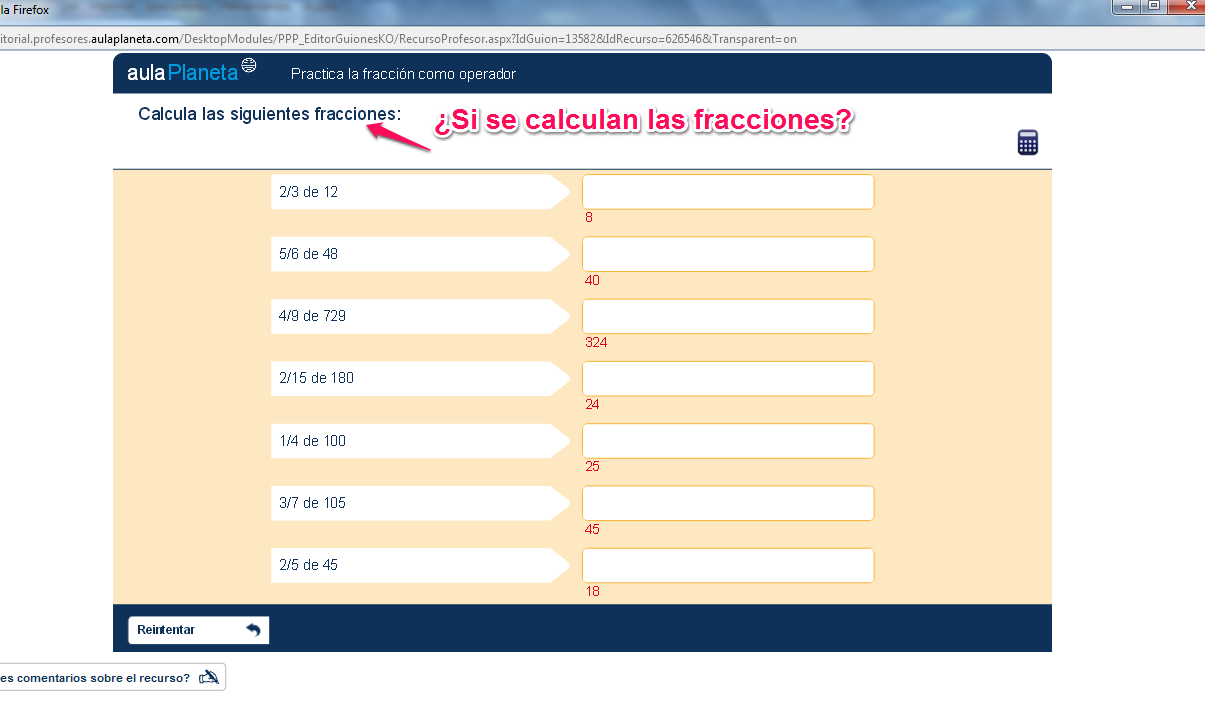 la Firefox
itorial.profesores.aulaplaneta.com/DesktopModules/PPP_EditorGuionesKO/RecursoProfesor.aspx?IdGuion=13582&IdRecurso=626546&Transparent=on
aulaPlaneta Practica la fracción como operador
Calcula las siguientes fracciones:
¿Si se calculan las fracciones?
2/3 de 12
8
5/6 de 48
40
4/9 de 729
324
2/15 de 180
24
1/4 de 100
25
3/7 de 105
45
2/5 de 45
18
Reintentar
es comentarios sobre el recurso?